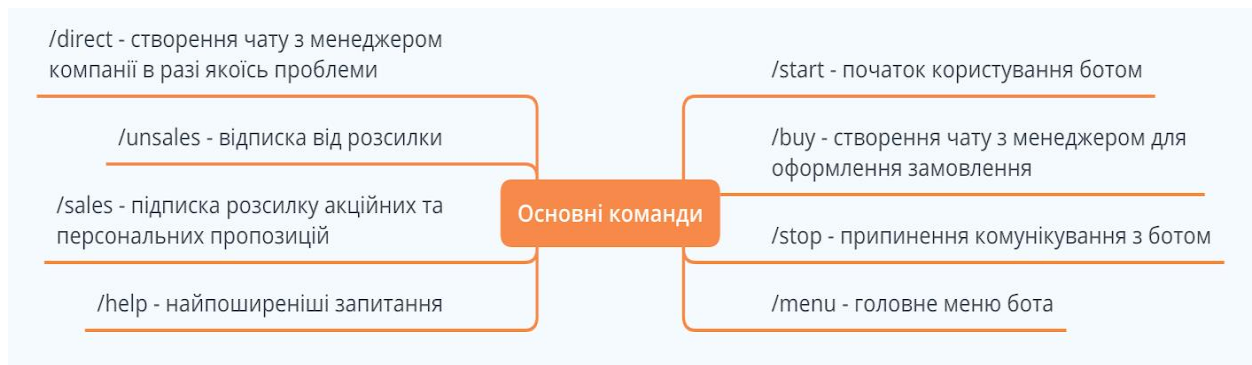 /direct - створення чату з менеджером
компанії в разі якоїсь проблеми
/unsales - відписка від розсилки
/sales - підписка розсилку акційних та
персональних пропозицій
/help - найпоширеніші запитання
Основні команди
/start - початок користування ботом
/buy - створення чату з менеджером для
оформлення замовлення
/stop - припинення комунікування з ботом
/menu - головне меню бота